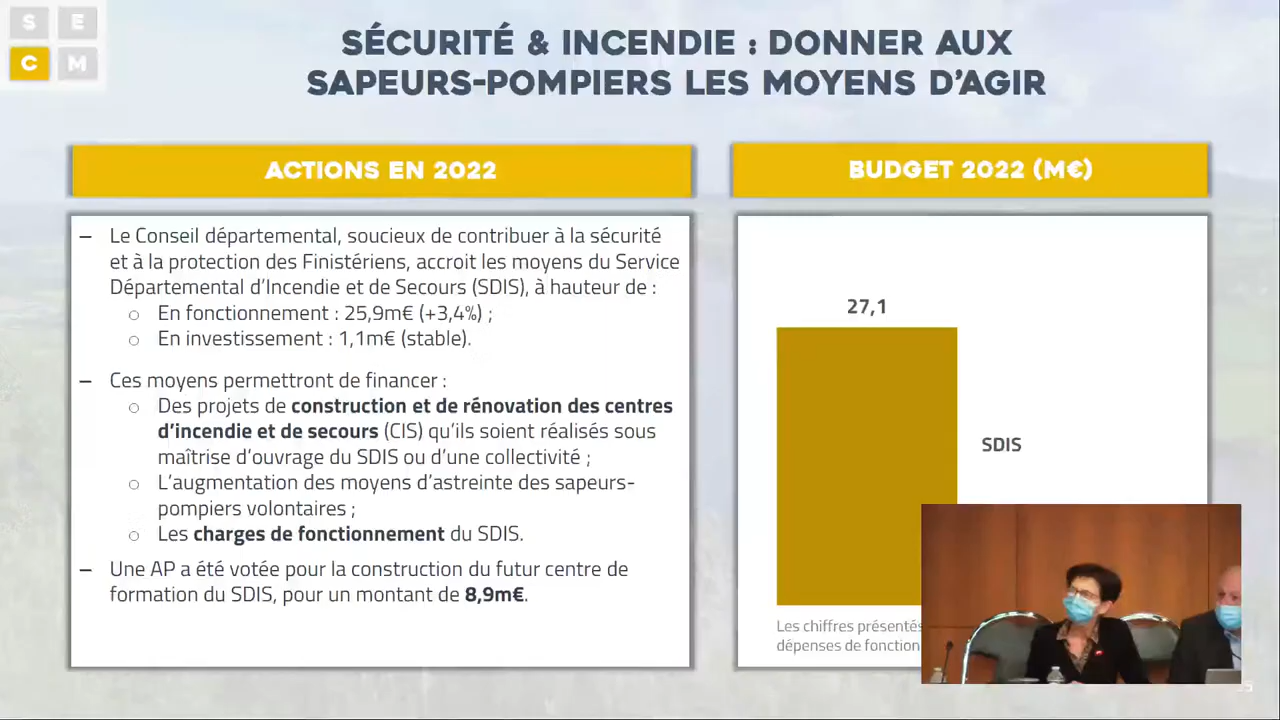 S E
C M
SÉCURITÉ & INCENDIE : DONNER AUX
SAPEURS-POMPIERS LES MOYENS D'AGIR
ACTIONS EN 2022
– Le Conseil départemental, soucieux de contribuer à la sécurité
et à la protection des Finistériens, accroit les moyens du Service
Départemental d'Incendie et de Secours (SDIS), à hauteur de :
○ En fonctionnement : 25,9m€ (+3,4%) ;
○ En investissement : 1,1m€ (stable).
– Ces moyens permettront de financer :
○ Des projets de construction et de rénovation des centres
d'incendie et de secours (CIS) qu'ils soient réalisés sous
maîtrise d'ouvrage du SDIS ou d'une collectivité ;
○ L'augmentation des moyens d'astreinte des sapeurs-
pompiers volontaires ;
○ Les charges de fonctionnement du SDIS.
– Une AP a été votée pour la construction du futur centre de
formation du SDIS, pour un montant de 8,9m€.
BUDGET 2022 (M€)
27,1
SDIS
Les chiffres présentés
dépenses de fonction